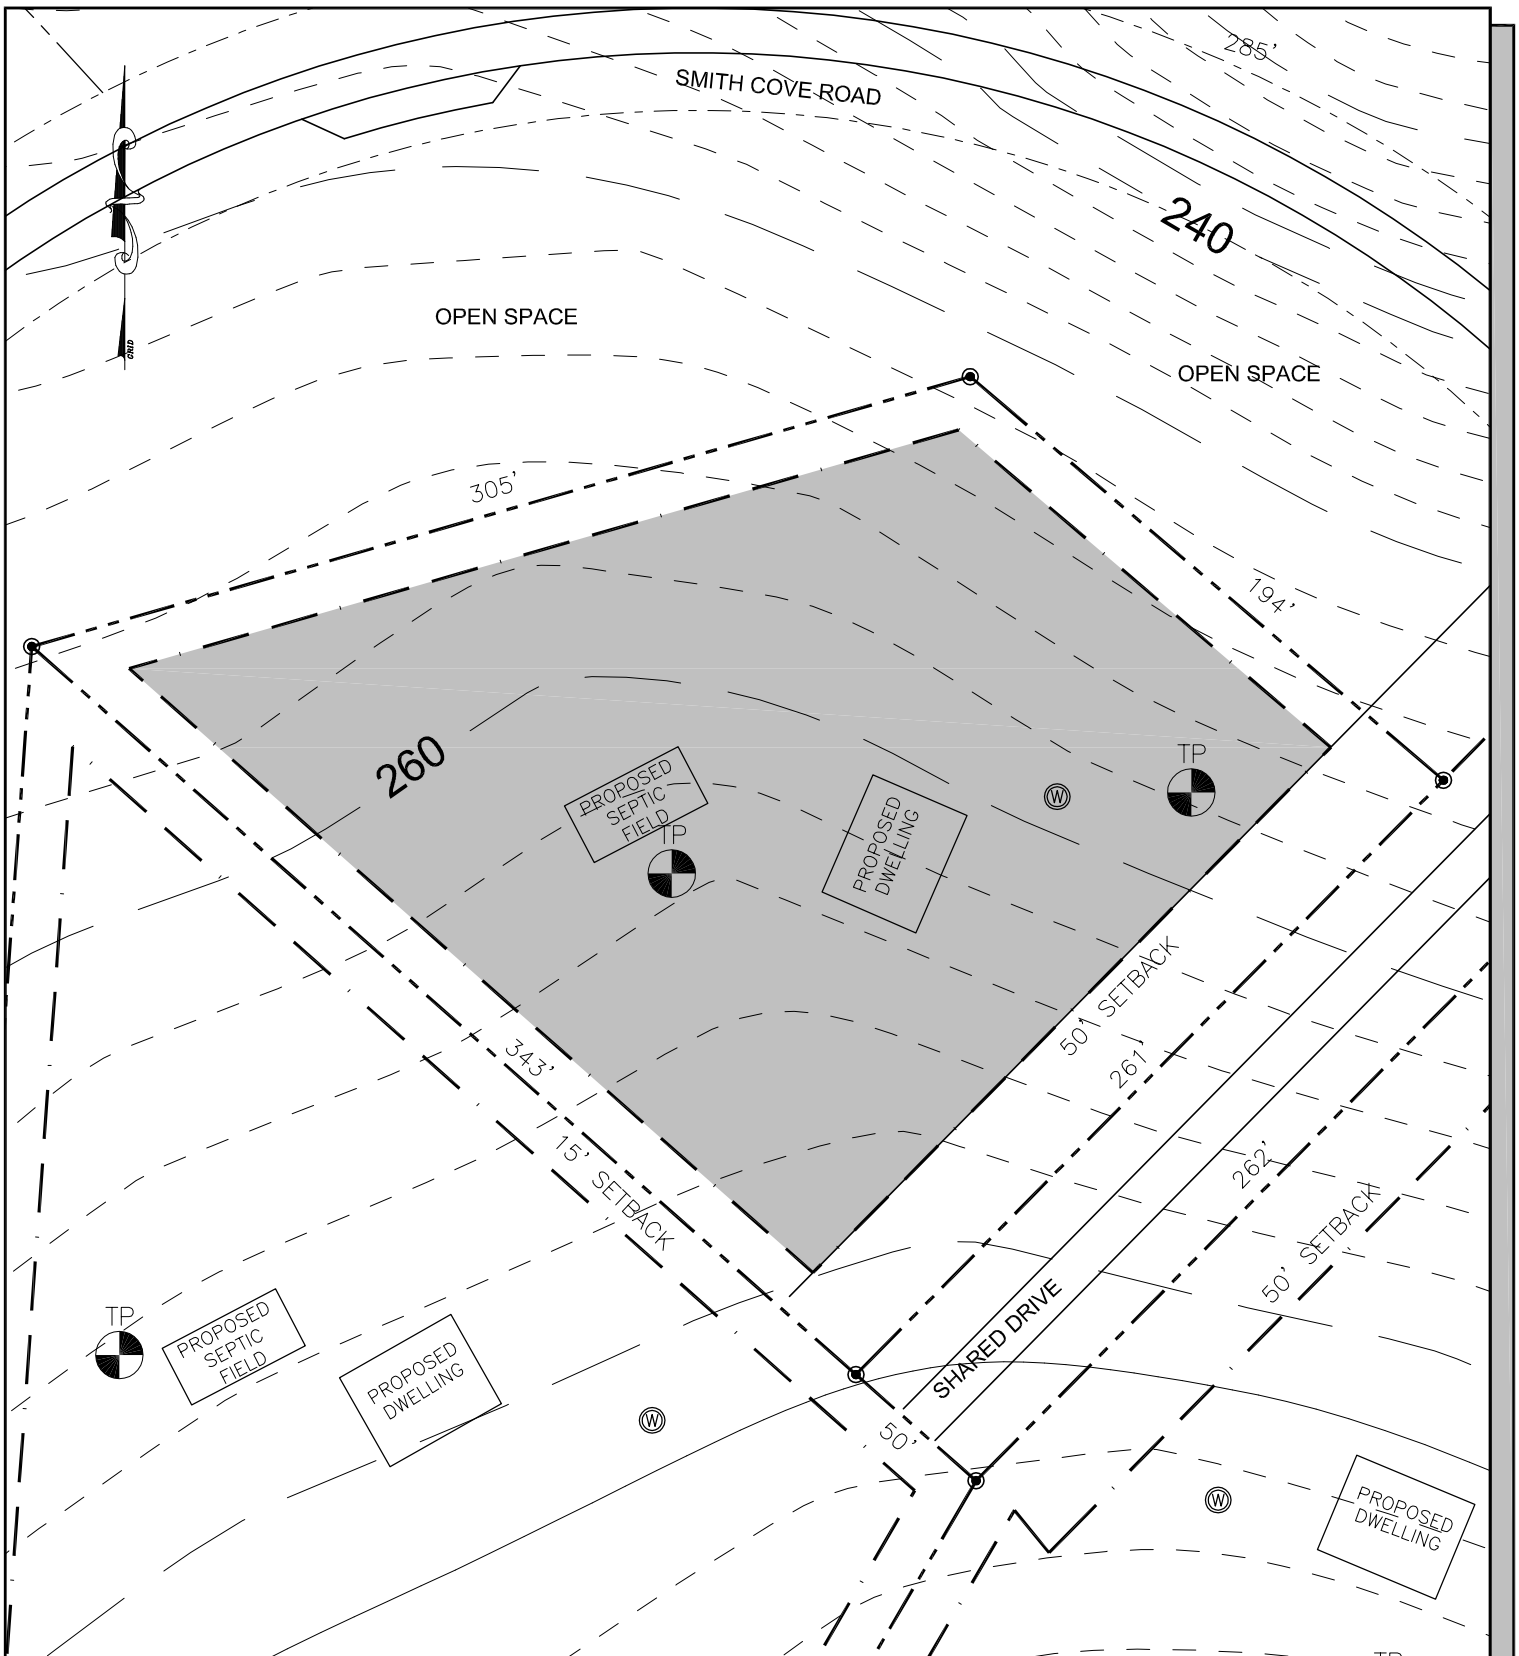 285'
SMITH COVE ROAD
240
GRID
OPEN SPACE
OPEN SPACE
305'
194'
260
PROPOSED
SEPTIC
FIELD
TP
PROPOSED
DWELLING
W
TP
50' SETBACK
261'
343'
15' SETBACK
262'
50' SETBACK
SHARED DRIVE
50'
TP
PROPOSED
SEPTIC
FIELD
PROPOSED
DWELLING
W
W
PROPOSED
DWELLING